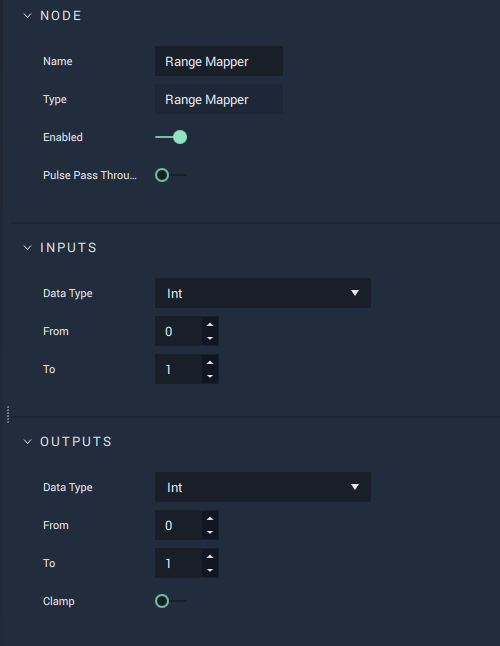 NODE
Name Range Mapper
Type Range Mapper
Enabled
Pulse Pass Throu...
INPUTS
Data Type Int
From 0
To 1
OUTPUTS
Data Type Int
From 0
To 1
Clamp